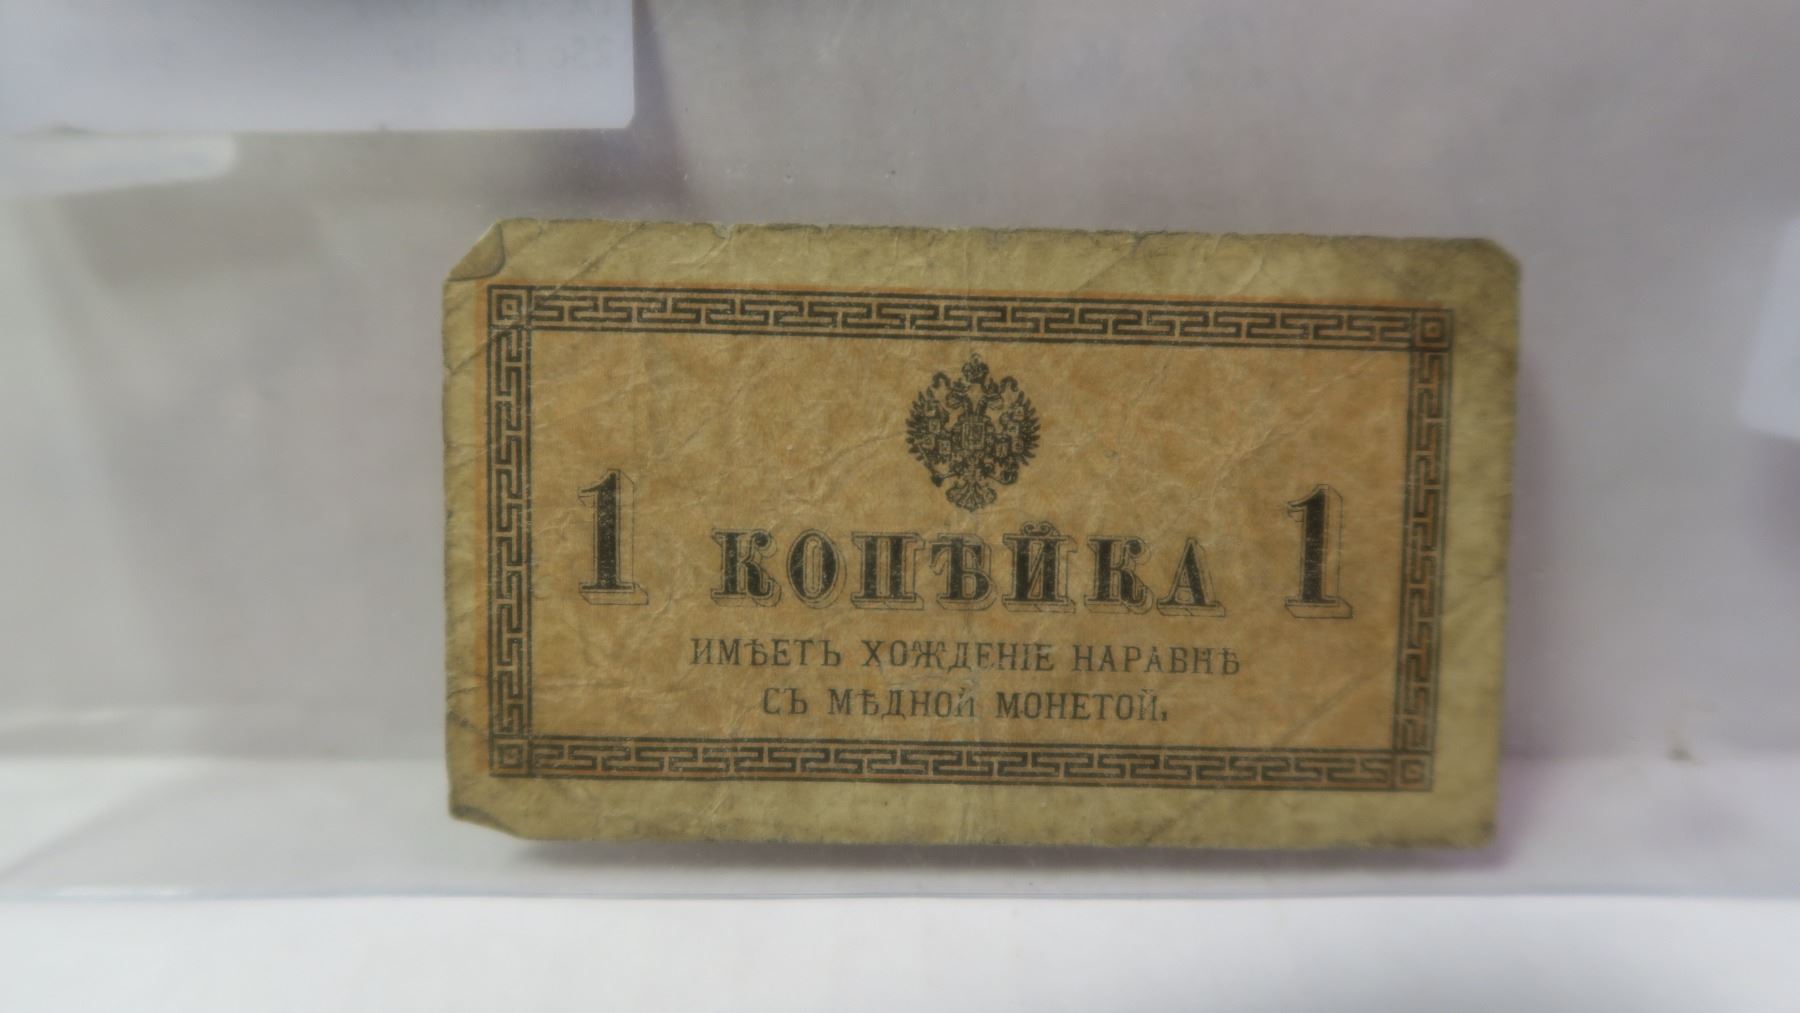 1 КОПѢЙКА 1
ИМѢЕТЪ ХОЖДЕНІЕ НАРАВНѢ
СЪ МѢДНОЙ МОНЕТОЙ.